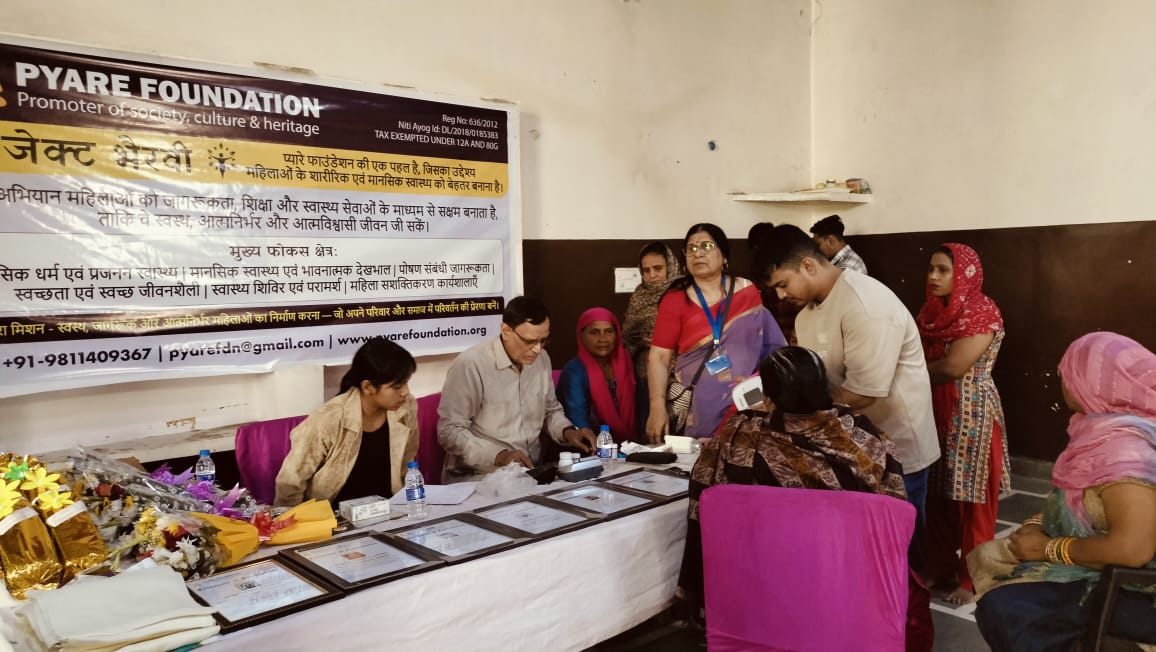 PYARE FOUNDATION
Promoter of society, culture & heritage
Reg No: 636/2012
Niti Ayog Id: DL/2018/0185383
TAX EXEMPTED UNDER 12A AND 80G
जेक्ट भैरवी
प्यारे फाउंडेशन की एक पहल है, जिसका उद्देश्य
महिलाओं के शारीरिक एवं मानसिक स्वास्थ्य को बेहतर बनाना है।
अभियान महिलाओं को जागरूकता, शिक्षा और स्वास्थ्य सेवाओं के माध्यम से सक्षम बनाता है,
ताकि वे स्वस्थ, आत्मनिर्भर और आत्मविश्वासी जीवन जी सकें।
मुख्य फोकस क्षेत्र:
सिक धर्म एवं प्रजनन स्वास्थ्य | मानसिक स्वास्थ्य एवं भावनात्मक देखभाल | पोषण संबंधी जागरूकता |
स्वच्छता एवं स्वच्छ जीवनशैली | स्वास्थ्य शिविर एवं परामर्श | महिला सशक्तिकरण कार्यशालाएँ
रा मिशन - स्वस्थ, जागरूक और आत्मनिर्भर महिलाओं का निर्माण करना — जो अपने परिवार और समाज में परिवर्तन की प्रेरणा बनें।
+91-9811409367 | pyarefdn@gmail.com | www.pyarefoundation.org